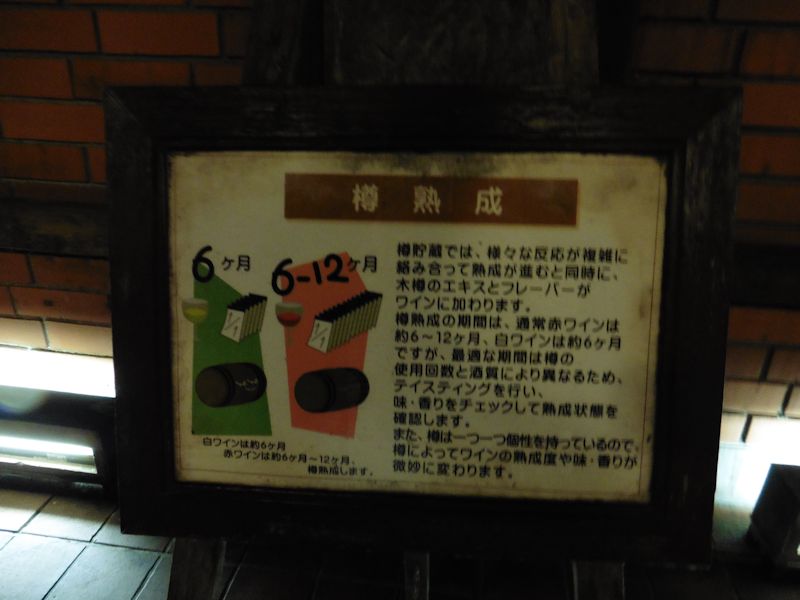 樽熟成
6ヶ月
6-12ヶ月
1/1
1/1
白ワインは約6ヶ月
赤ワインは約6ヶ月～12ヶ月、
樽熟成します。
樽貯蔵では、様々な反応が複雑に
絡み合って熟成が進むと同時に、
木樽のエキスとフレーバーが
ワインに加わります。
樽熟成の期間は、通常赤ワインは
約6～12ヶ月、白ワインは約6ヶ月
ですが、最適な期間は樽の
使用回数と酒質により異なるため、
テイスティングを行い、
味・香りをチェックして熟成状態を
確認します。
また、樽は一つ一つ個性を持っているので、
樽によってワインの熟成度や味・香りが
微妙に変わります。